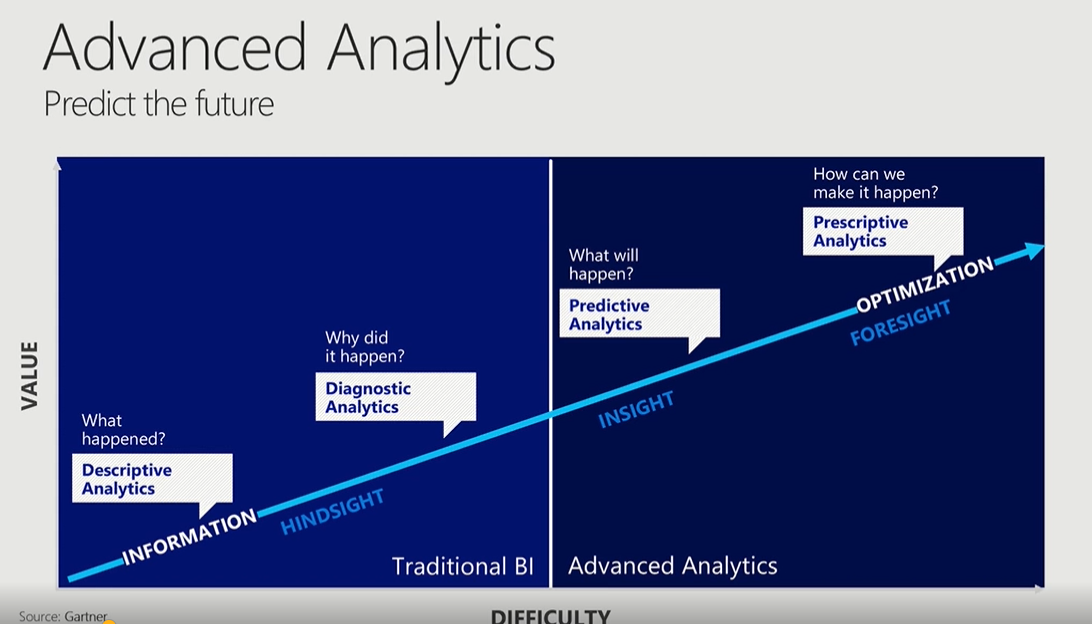 Advanced Analytics
Predict the future
VALUE
What
happened?
Descriptive
Analytics
INFORMATION
HINDSIGHT
Why did
it happen?
Diagnostic
Analytics
Traditional BI
What will
happen?
Predictive
Analytics
INSIGHT
How can we
make it happen?
Prescriptive
Analytics
OPTIMIZATION
FORESIGHT
Advanced Analytics
Source: Gartner
DIFFICULTY